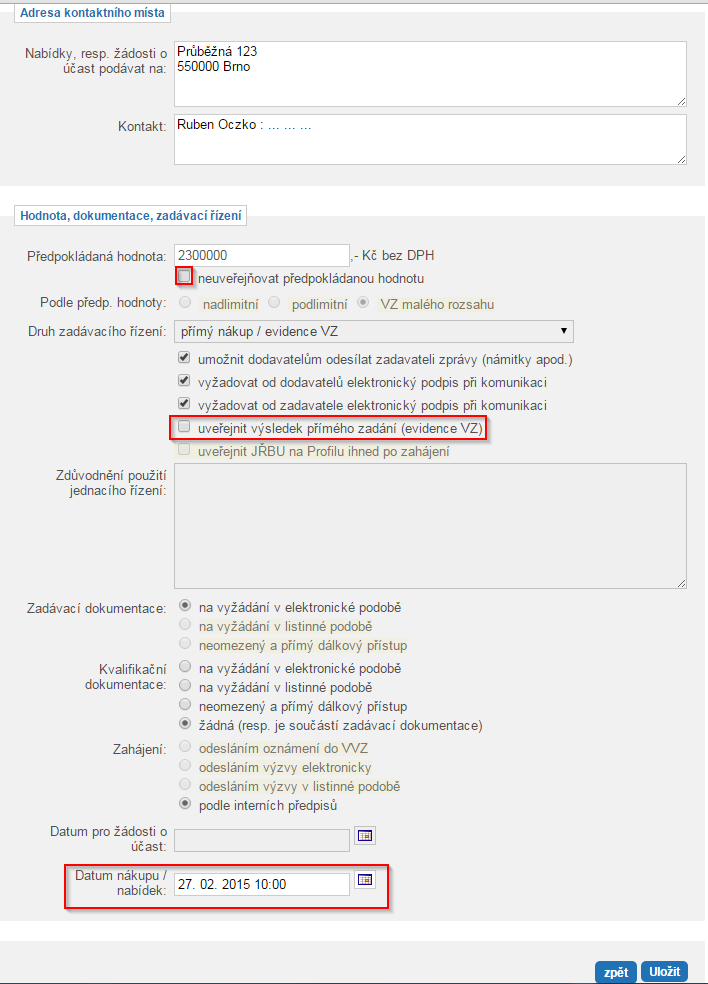 Adresa kontaktního místa
Nabídky, resp. žádosti o účast podávat na:
Průběžná 123
550000 Brno
Kontakt:
Ruben Oczko : ... ... ...
Hodnota, dokumentace, zadávací řízení
Předpokládaná hodnota: 2300000 ,- Kč bez DPH
neuveřejňovat předpokládanou hodnotu
Podle předp. hodnoty: nadlimitní podlimitní VZ malého rozsahu
Druh zadávacího řízení: přímý nákup / evidence VZ
umožnit dodavatelům odesílat zadavateli zprávy (námitky apod.)
vyžadovat od dodavatelů elektronický podpis při komunikaci
vyžadovat od zadavatele elektronický podpis při komunikaci
uveřejnit výsledek přímého zadání (evidence VZ)
uveřejnit JŘBU na Profilu ihned po zahájení
Zdůvodnění použití
jednacího řízení:
Zadávací dokumentace: na vyžádání v elektronické podobě
na vyžádání v listinné podobě
neomezený a přímý dálkový přístup
Kvalifikační
dokumentace:
na vyžádání v elektronické podobě
na vyžádání v listinné podobě
neomezený a přímý dálkový přístup
žádná (resp. je součástí zadávací dokumentace)
Zahájení: odesláním oznámení do VVZ
odesláním výzvy elektronicky
odesláním výzvy v listinné podobě
podle interních předpisů
Datum pro žádosti o
účast:
Datum nákupu /
nabídek:
27. 02. 2015 10:00
zpět Uložit